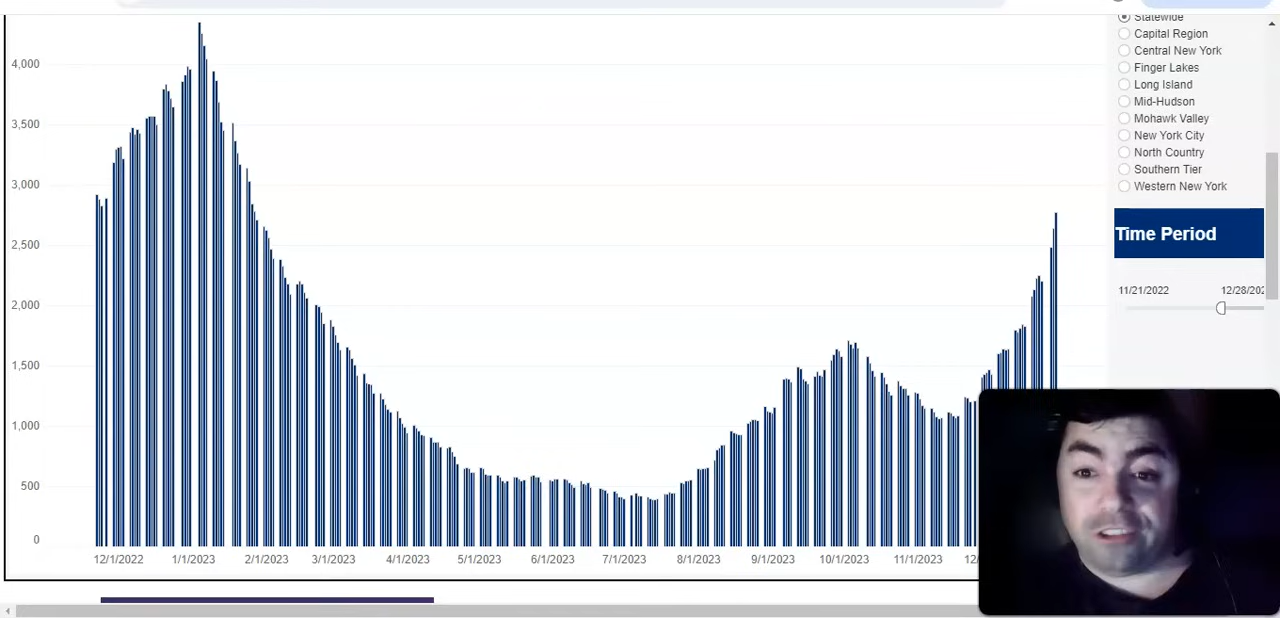 Statewide
4,000
Capital Region
Central New York
Finger Lakes
Long Island
Mid-Hudson
3,500
Mohawk Valley
New York City
North Country
Southern Tier
3,000
Western New York
Time Period
2,500
11/21/2022
12/28/202
2,000
1,500
1,000
500
0
12/1/2022 1/1/2023 2/1/2023 3/1/2023 4/1/2023 5/1/2023 6/1/2023 7/1/2023 8/1/2023 9/1/2023 10/1/2023 11/1/2023 12/